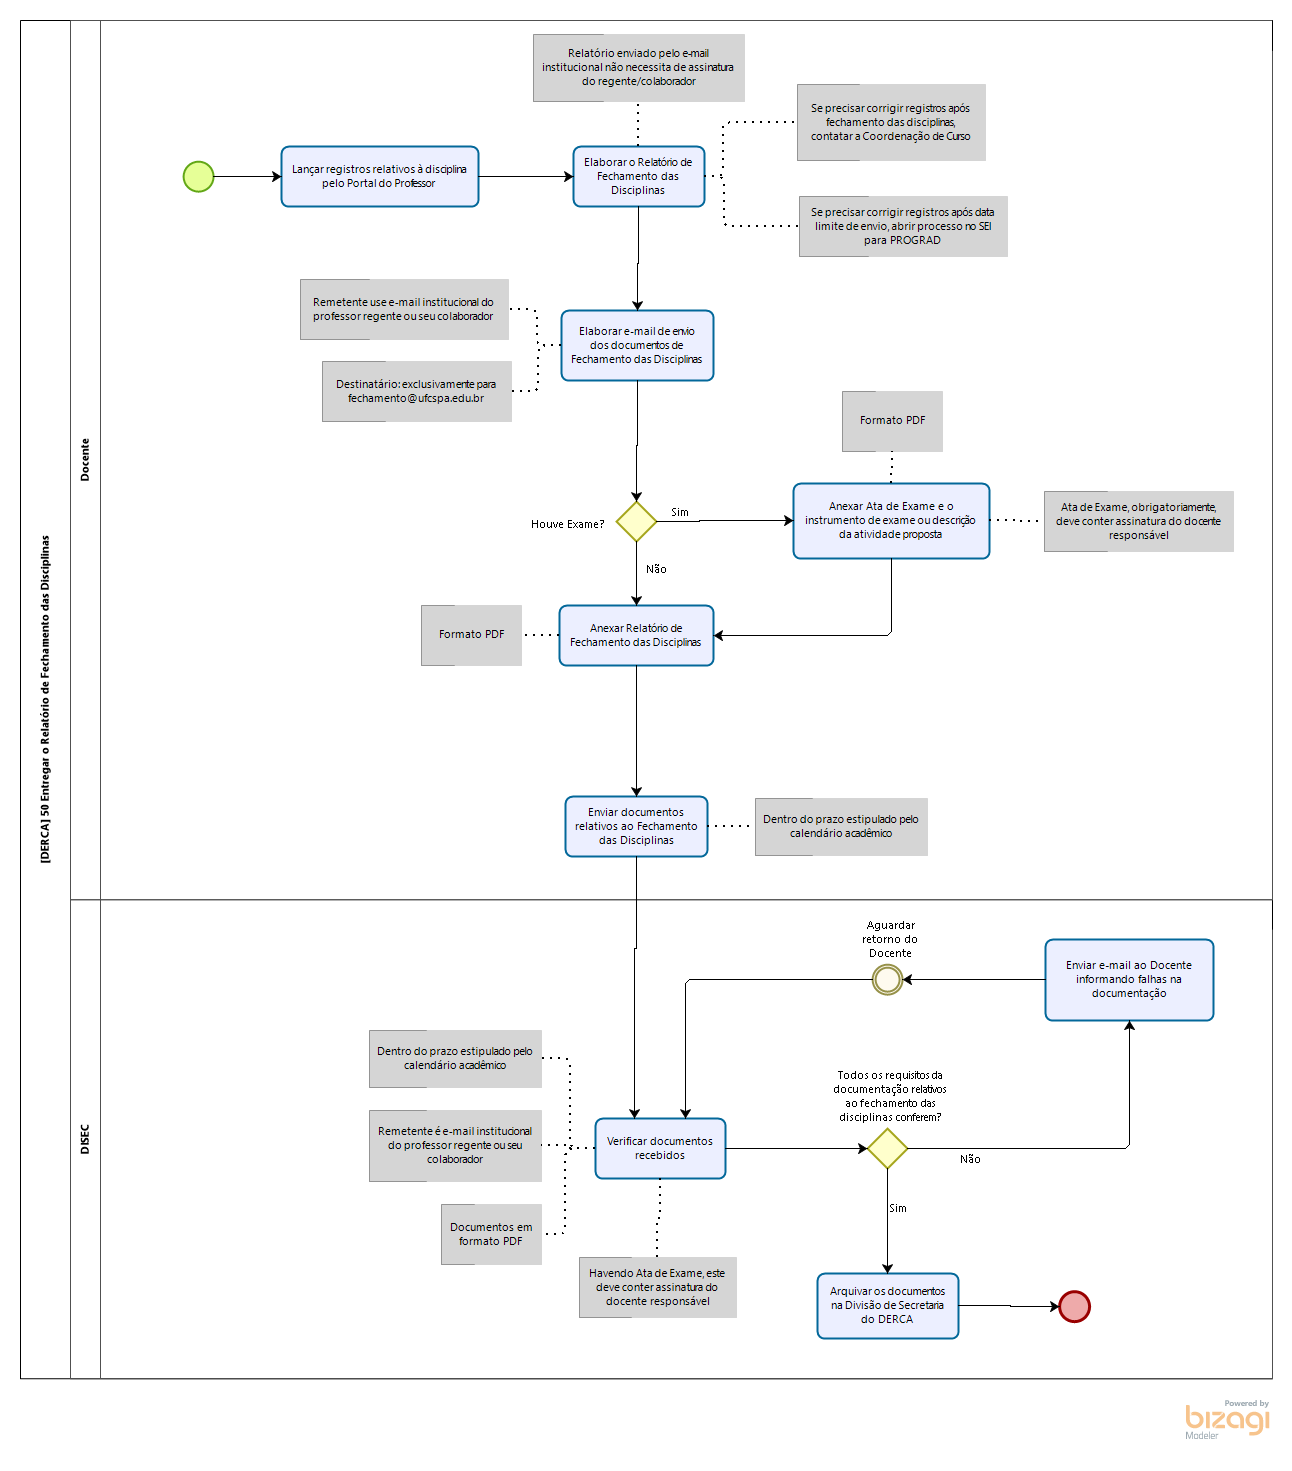 [DERCA] 50 Entregar o Relatório de Fechamento das Disciplinas
Docente
Relatório enviado pelo e-mail
institucional não necessita de assinatura
do regente/colaborador
Se precisar corrigir registros após
fechamento das disciplinas,
contatar a Coordenação de Curso
Lançar registros relativos à disciplina
pelo Portal do Professor
Elaborar o Relatório de
Fechamento das
Disciplinas
Se precisar corrigir registros após data
limite de envio, abrir processo no SEI
para PROGRAD
Remetente use e-mail institucional do
professor regente ou seu colaborador
Elaborar e-mail de envio
dos documentos de
Fechamento das Disciplinas
Destinatário: exclusivamente para
fechamento@ufcspa.edu.br
Formato PDF
Houve Exame?
Sim
Anexar Ata de Exame e o
instrumento de exame ou descrição
da atividade proposta
Ata de Exame, obrigatoriamente,
deve conter assinatura do docente
responsável
Não
Formato PDF
Anexar Relatório de
Fechamento das Disciplinas
Enviar documentos
relativos ao Fechamento
das Disciplinas
Dentro do prazo estipulado pelo
calendário acadêmico
DISEC
Aguardar
retorno do
Docente
Enviar e-mail ao Docente
informando falhas na
documentação
Dentro do prazo estipulado pelo
calendário acadêmico
Todos os requisitos da
documentação relativos
ao fechamento das
disciplinas conferem?
Remetente é e-mail institucional
do professor regente ou seu
colaborador
Verificar documentos
recebidos
Não
Sim
Documentos em
formato PDF
Havendo Ata de Exame, este
deve conter assinatura do
docente responsável
Arquivar os documentos
na Divisão de Secretaria
do DERCA
Powered by
bizagi
Modeler